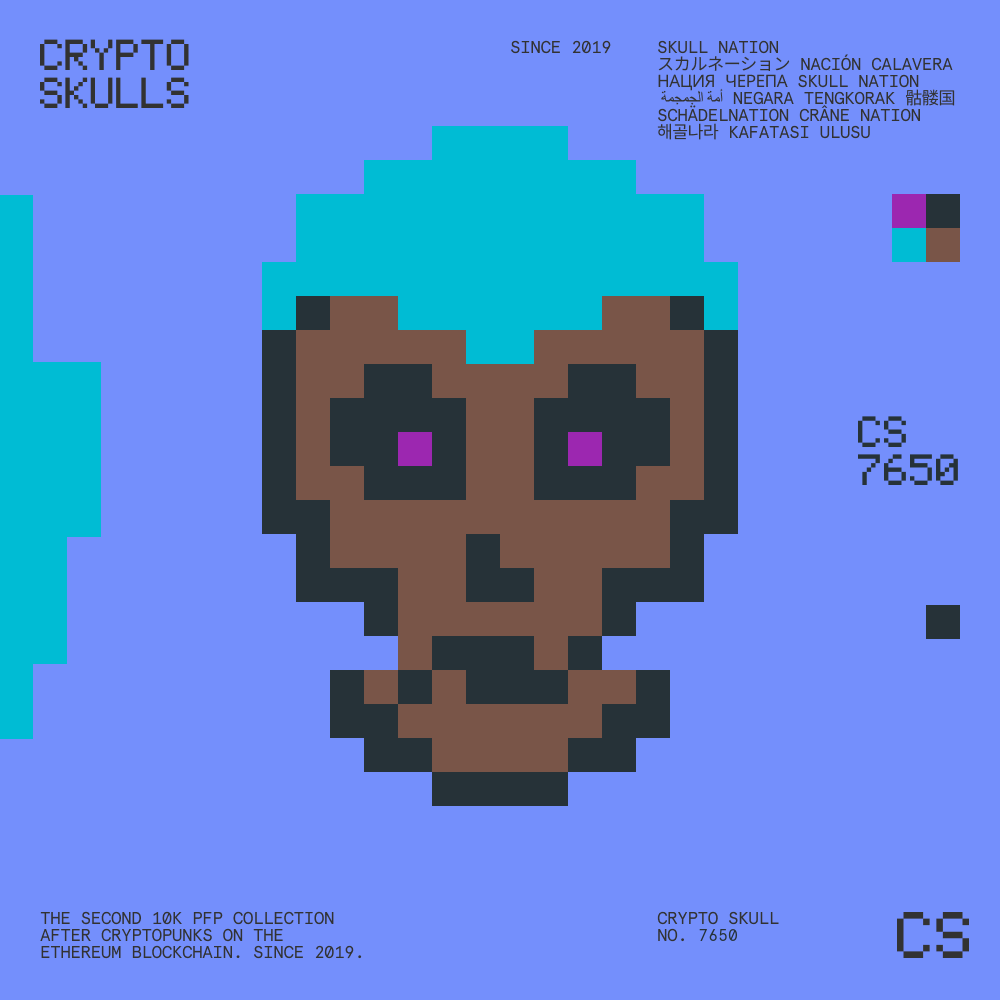 CRYPTO
SKULLS
SINCE 2019
SKULL NATION
スカルネーション NACIÓN CALAVERA
НАЦИЯ ЧЕРЕПА SKULL NATION
أمة الجمجمة NEGARA TENGKORAK 骷髅国
SCHÄDELNATION CRÂNE NATION
해골나라 KAFATASI ULUSU
CS
7650
THE SECOND 10K PFP COLLECTION
AFTER CRYPTOPUNKS ON THE
ETHEREUM BLOCKCHAIN. SINCE 2019.
CRYPTO SKULL
NO. 7650
CS